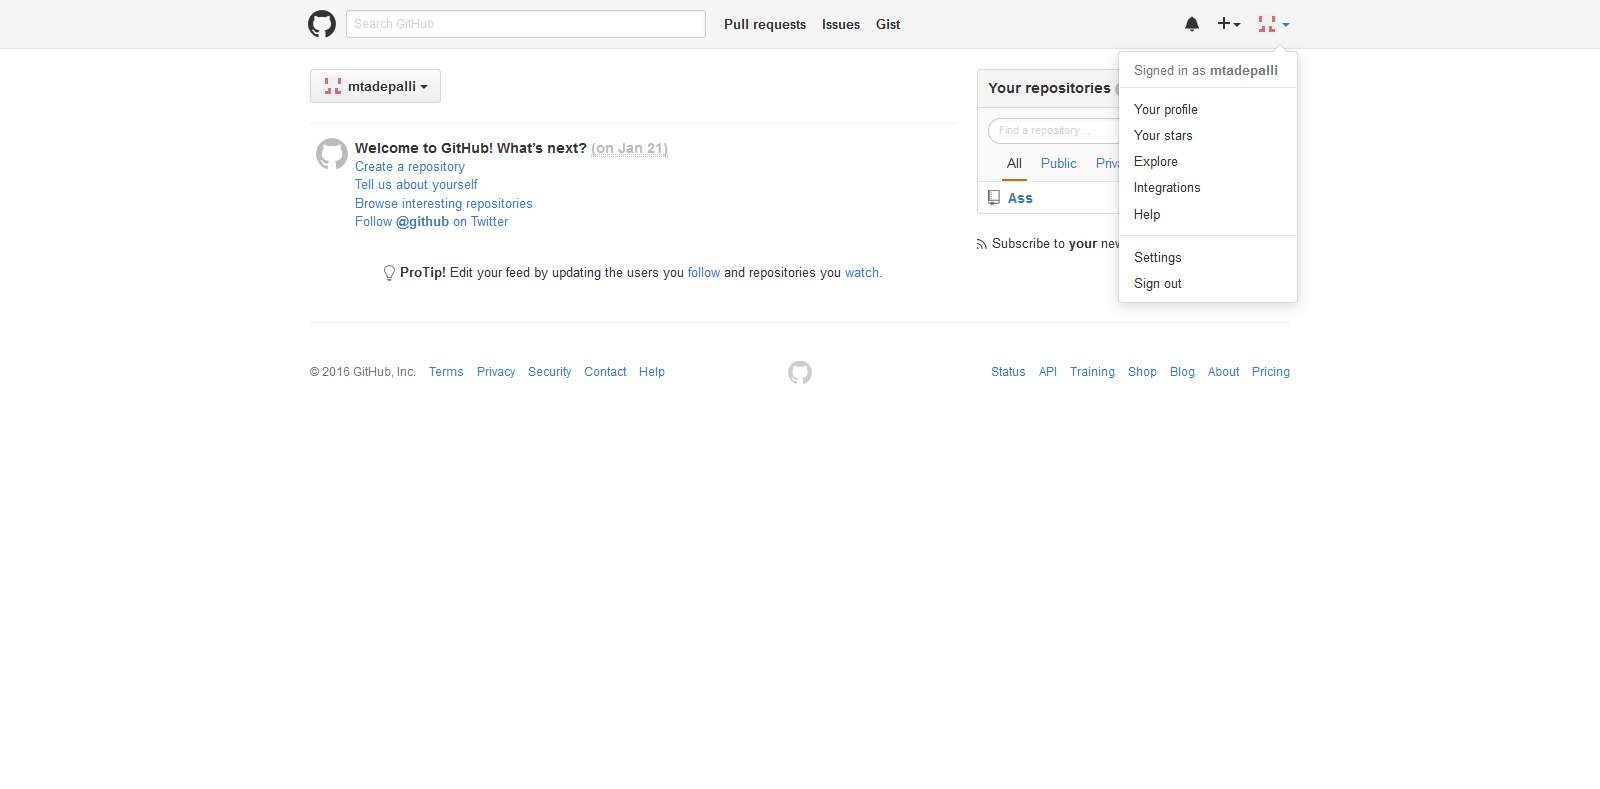 Search GitHub
Pull requests Issues Gist
Signed in as mtadepalli
Your profile
Your stars
Explore
Integrations
Help
Settings
Sign out
mtadepalli
Welcome to GitHub! What's next? (on Jan 21)
Create a repository
Tell us about yourself
Browse interesting repositories
Follow @github on Twitter
ProTip! Edit your feed by updating the users you follow and repositories you watch.
Your repositories
Find a repository...
All Public
Ass
Subscribe to your
© 2016 GitHub, Inc. Terms Privacy Security Contact Help
Status API Training Shop Blog About Pricing